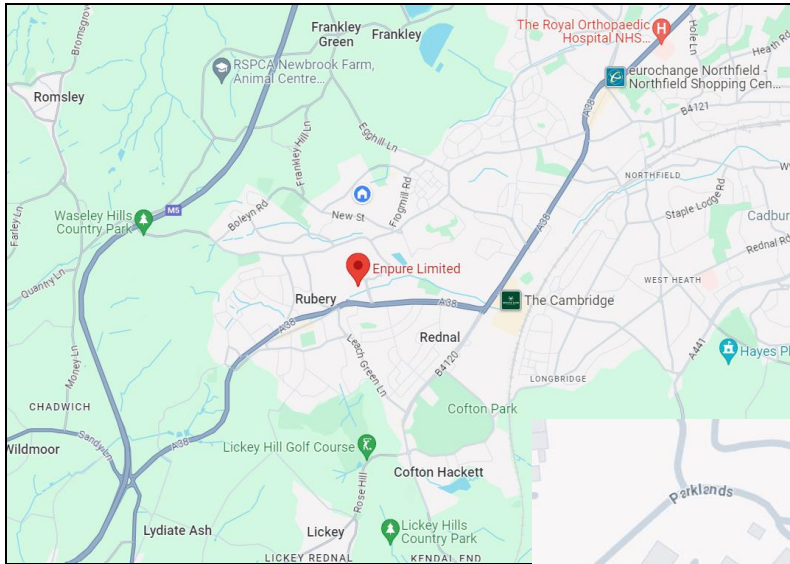 Frankley
Green
Frankley
The Royal Orthopaedic
Hospital NHS...
Hole Ln
Heath Rd
Bromsgrov
RSPCA Newbrook Farm,
Animal Centre...
eurochange Northfield -
Northfield Shopping Cen...
Romsley
A38
B4121
Egghill Ln
Frankley Hill Ln
NORTHFIELD
Frogmill Rd
Staple Lodge Rd
M5
New St
Boleyn Rd
Waseley Hills
Country Park
Farley Ln
A38
Cadbur
Rednal Rd
Quantry Ln
Enpure Limited
WEST HEATH
Rubery
A38
The Cambridge
A38
Rednal
Leach Green Ln
B4120
A441
Hayes Pl
Money Ln
LONGBRIDGE
CHADWICH
Cofton Park
Wildmoor
Sandy Ln
A38
Lickey Hill Golf Course
Cofton Hackett
Rose Hill
Parklands
Lydiate Ash
Lickey
Lickey Hills
Country Park
LICKEY REDNAL
KENDAL END